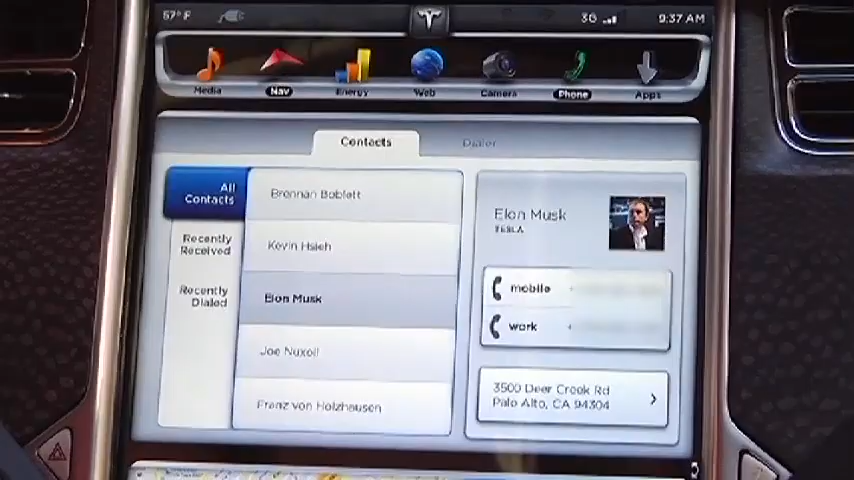 57°F
3G
9:37 AM
Media
Nav
Energy
Web
Camera
Phone
Apps
Contacts
Dialer
All
Contacts
Recently
Received
Recently
Dialed
Brennan Boblett
Kevin Hsieh
Elon Musk
Joe Nuxoll
Franz von Holzhausen
Elon Musk
TESLA
mobile
work
3500 Deer Creek Rd
Palo Alto, CA 94304